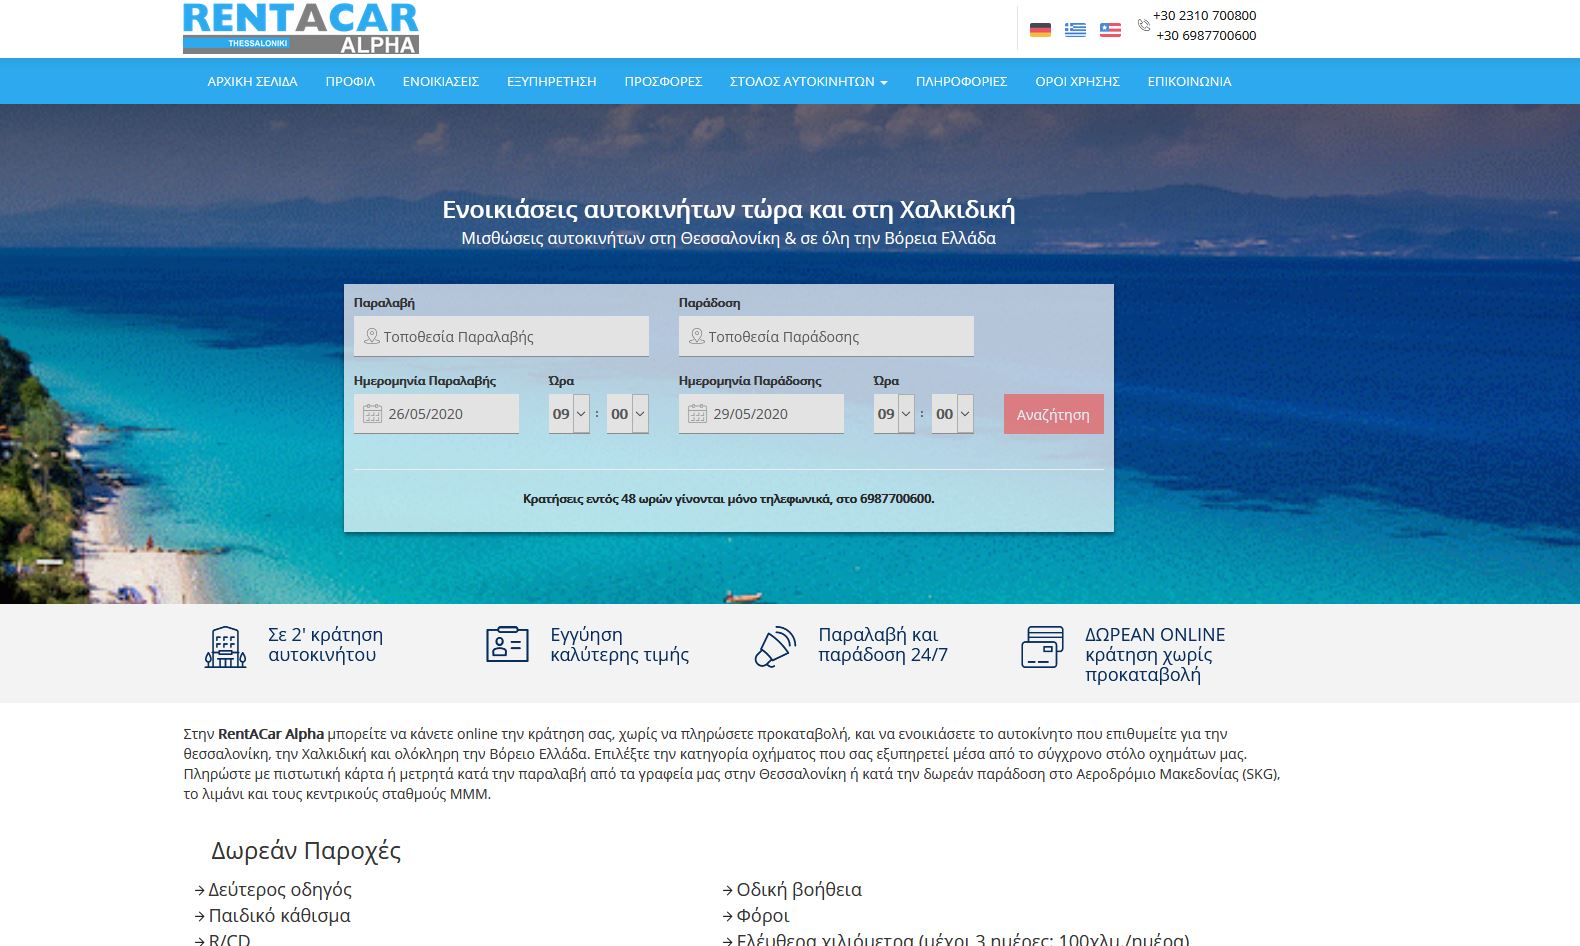 RENTACAR
THESSALONIKI ALPHA
+30 2310 700800
+30 6987700600
ΑΡΧΙΚΗ ΣΕΛΙΔΑ ΠΡΟΦΙΛ ΕΝΟΙΚΙΑΣΕΙΣ ΕΞΥΠΗΡΕΤΗΣΗ ΠΡΟΣΦΟΡΕΣ ΣΤΟΛΟΣ ΑΥΤΟΚΙΝΗΤΩΝ ΠΛΗΡΟΦΟΡΙΕΣ ΟΡΟΙ ΧΡΗΣΗΣ ΕΠΙΚΟΙΝΩΝΙΑ
Ενοικιάσεις αυτοκινήτων τώρα και στη Χαλκιδική
Μισθώσεις αυτοκινήτων στη Θεσσαλονίκη & σε όλη την Βόρεια Ελλάδα
Παραλαβή Παράδοση
Τοποθεσία Παραλαβής Τοποθεσία Παράδοσης
Ημερομηνία Παραλαβής Ώρα Ημερομηνία Παράδοσης Ώρα
26/05/2020 09 : 00 29/05/2020 09 : 00 Αναζήτηση
Κρατήσεις εντός 48 ωρών γίνονται μόνο τηλεφωνικά, στο 6987700600.
Σε 2' κράτηση
αυτοκινήτου
Εγγύηση
καλύτερης τιμής
Παραλαβή και
παράδοση 24/7
ΔΩΡΕΑΝ ONLINE
κράτηση χωρίς
προκαταβολή
Στην RentACar Alpha μπορείτε να κάνετε online την κράτηση σας, χωρίς να πληρώσετε προκαταβολή, και να ενοικιάσετε το αυτοκίνητο που επιθυμείτε για την
θεσσαλονίκη, την Χαλκιδική και ολόκληρη την Βόρειο Ελλάδα. Επιλέξτε την κατηγορία οχήματος που σας εξυπηρετεί μέσα από το σύγχρονο στόλο οχημάτων μας.
Πληρώστε με πιστωτική κάρτα ή μετρητά κατά την παραλαβή από τα γραφεία μας στην Θεσσαλονίκη ή κατά την δωρεάν παράδοση στο Αεροδρόμιο Μακεδονίας (SKG),
το λιμάνι και τους κεντρικούς σταθμούς ΜΜΜ.
Δωρεάν Παροχές
Δεύτερος οδηγός
Παιδικό κάθισμα
R/CD
Οδική βοήθεια
Φόροι
Ελέυθερα χιλιόμετρα (μέχρι 3 ημέρες: 100χλμ./ημέρα)